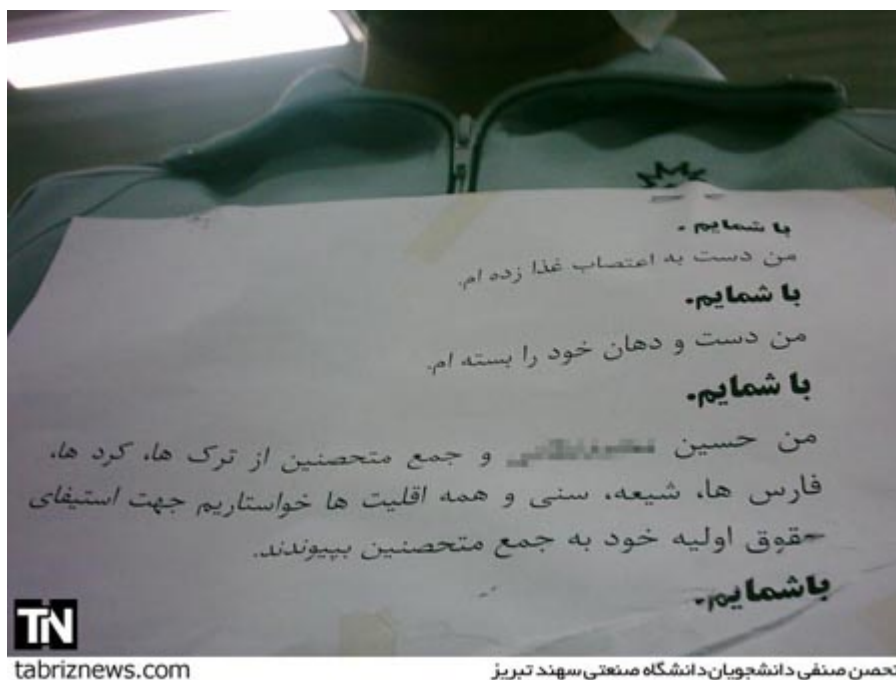 با شمایم.
من دست به اعتصاب غذا زده ام.
با شمایم.
من دست و دهان خود را بسته ام.
با شمایم.
من حسین و جمع متحصنین از ترک ها، کرد ها،
فارس ها، شیعه، سنی و همه اقلیت ها خواستاریم جهت استیفای
حقوق اولیه خود به جمع متحصنین بپیوندند.
باشمایم.
TN
tabriznews.com
تحصن صنفی دانشجویان دانشگاه صنعتی سهند تبریز